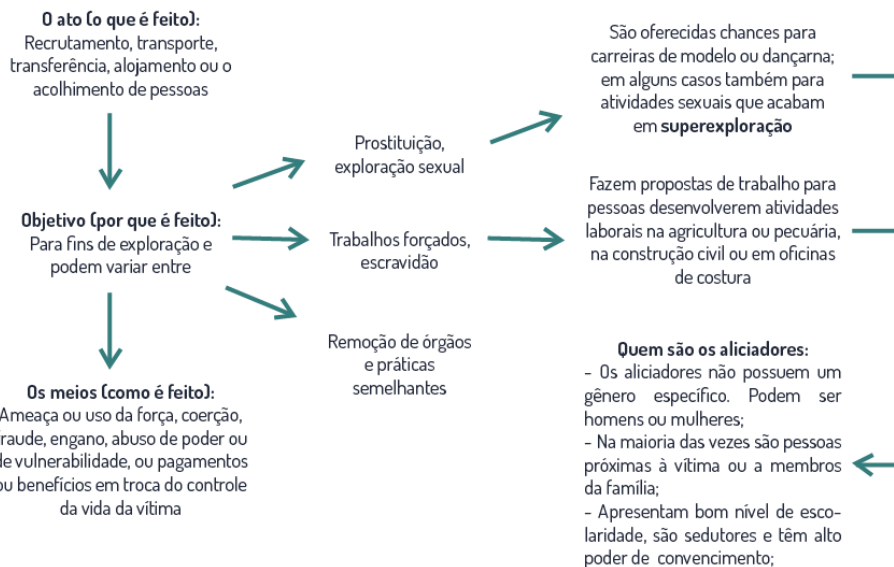 O ato (o que é feito):
Recrutamento, transporte,
transferência, alojamento ou o
acolhimento de pessoas
Objetivo (por que é feito):
Para fins de exploração e
podem variar entre
Os meios (como é feito):
Ameaça ou uso da força, coerção,
fraude, engano, abuso de poder ou
de vulnerabilidade, ou pagamentos
ou benefícios em troca do controle
da vida da vítima
Prostituição,
exploração sexual
Trabalhos forçados,
escravidão
Remoção de órgãos
e práticas
semelhantes
São oferecidas chances para
carreiras de modelo ou dançarna;
em alguns casos também para
atividades sexuais que acabam
em superexploração
Fazem propostas de trabalho para
pessoas desenvolverem atividades
laborais na agricultura ou pecuária,
na construção civil ou em oficinas
de costura
Quem são os aliciadores:
- Os aliciadores não possuem um
gênero específico. Podem ser
homens ou mulheres;
- Na maioria das vezes são pessoas
próximas à vítima ou a membros
da família;
- Apresentam bom nível de esco-
laridade, são sedutores e têm alto
poder de convencimento;